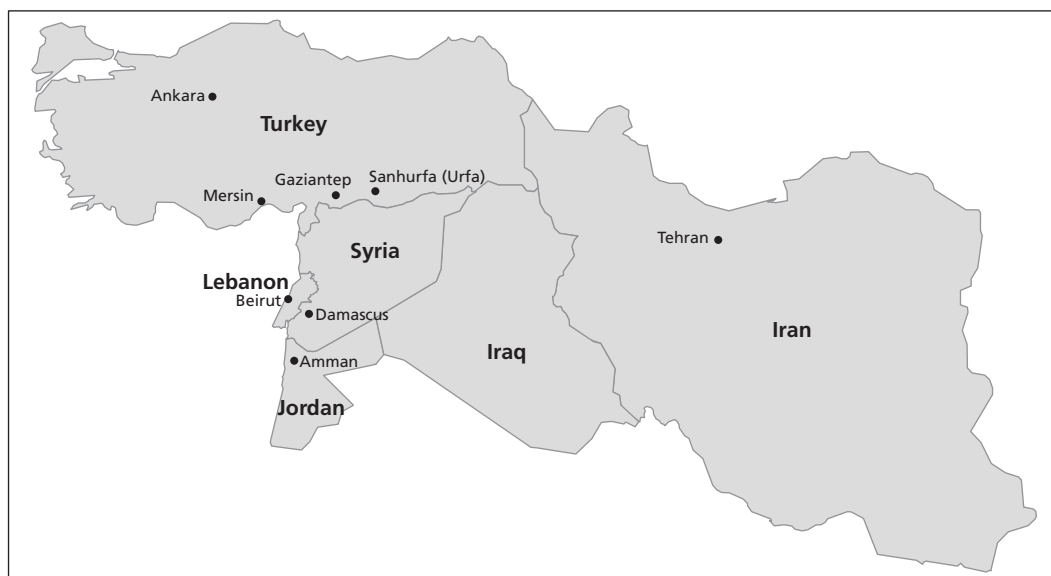 Ankara
Turkey
Gaziantep
Sanhurfa (Urfa)
Mersin
Tehran
Syria
Lebanon
Beirut
Damascus
Iran
Iraq
Amman
Jordan